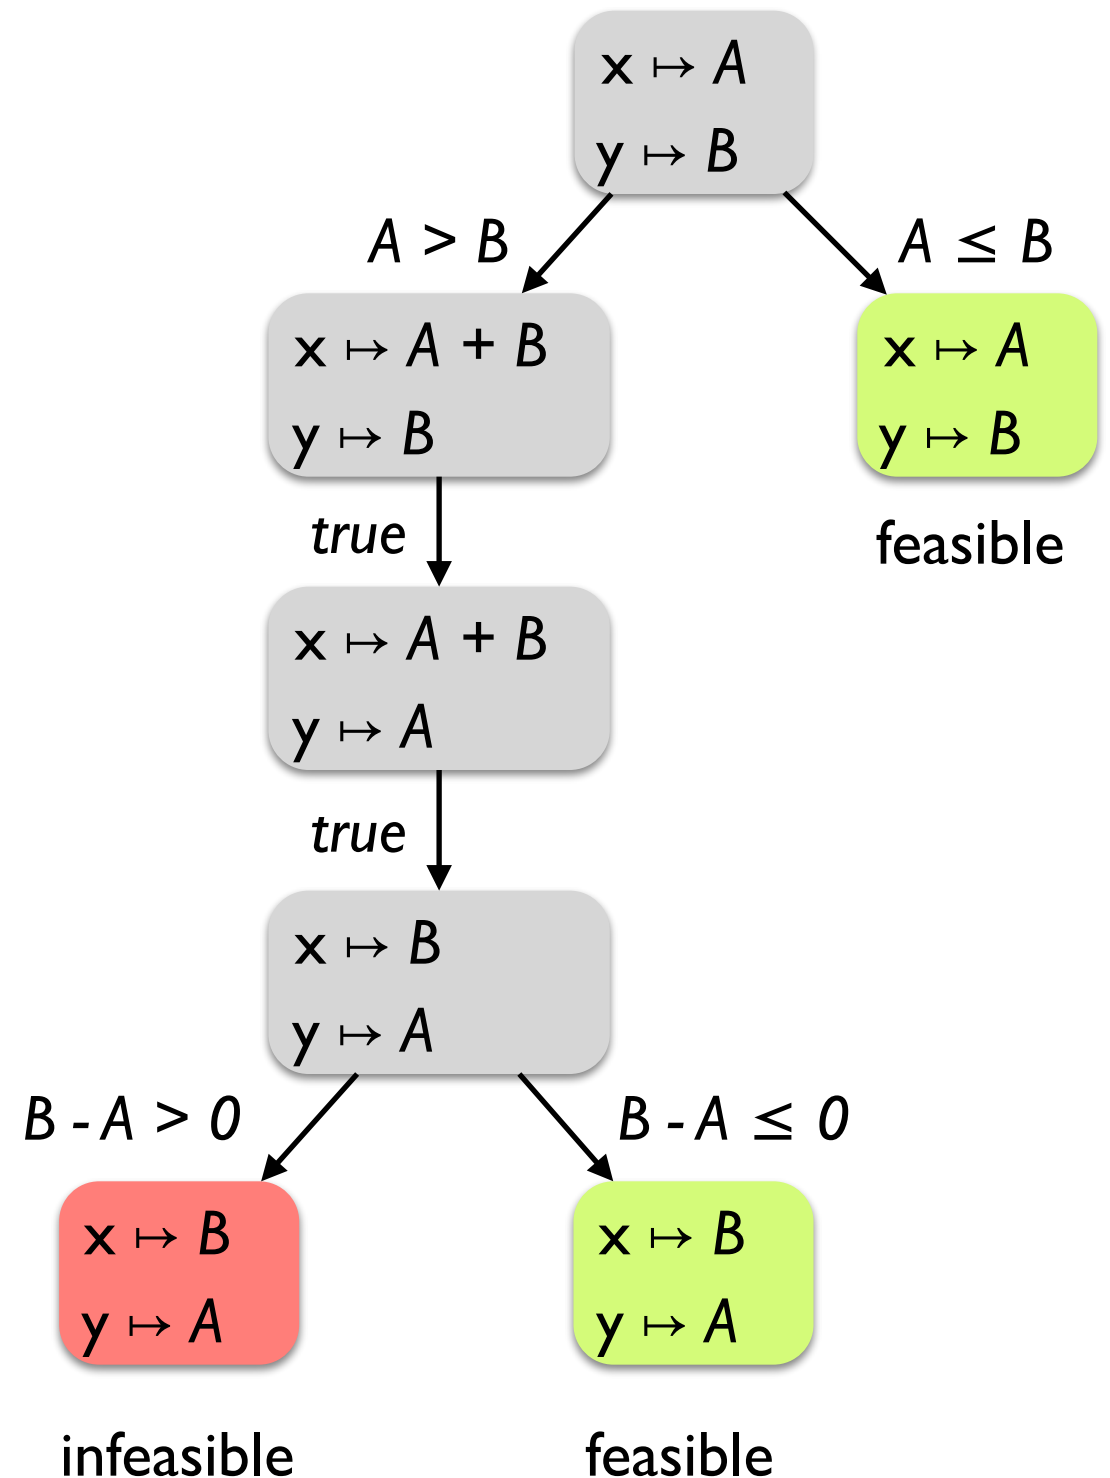 x ↦ A
y ↦ B
A > B
A ≤ B
x ↦ A + B
y ↦ B
x ↦ A
y ↦ B
feasible
true
x ↦ A + B
y ↦ A
true
x ↦ B
y ↦ A
B - A > 0
B - A ≤ 0
x ↦ B
y ↦ A
x ↦ B
y ↦ A
infeasible
feasible